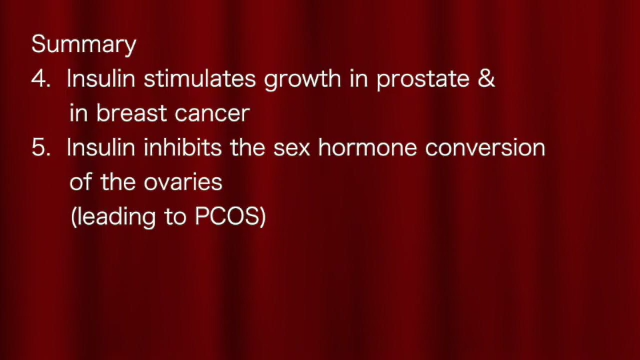 Summary
4. Insulin stimulates growth in prostate &
in breast cancer
5. Insulin inhibits the sex hormone conversion
of the ovaries
(leading to PCOS)